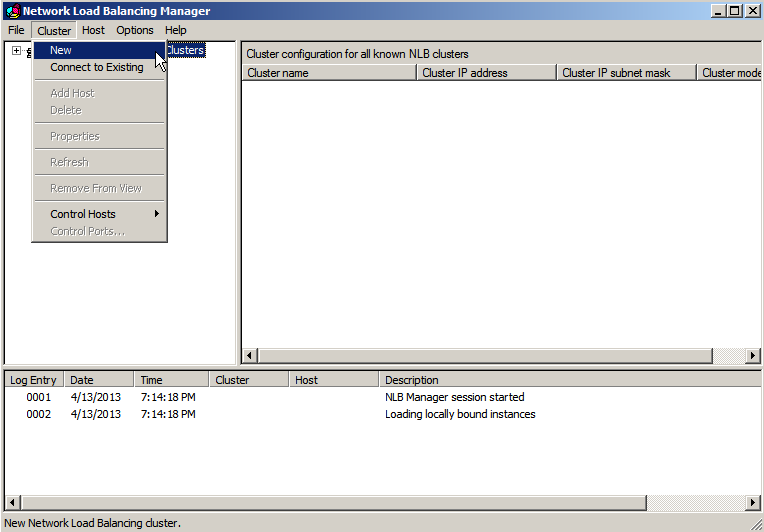 Network Load Balancing Manager
File Cluster Host Options Help
New
Connect to Existing
Add Host
Delete
Properties
Refresh
Remove From View
Control Hosts
Control Ports...
Clusters
Cluster configuration for all known NLB clusters
Cluster name Cluster IP address Cluster IP subnet mask Cluster mode
Log Entry Date Time Cluster Host Description
0001 4/13/2013 7:14:18 PM NLB Manager session started
0002 4/13/2013 7:14:18 PM Loading locally bound instances
New Network Load Balancing cluster.